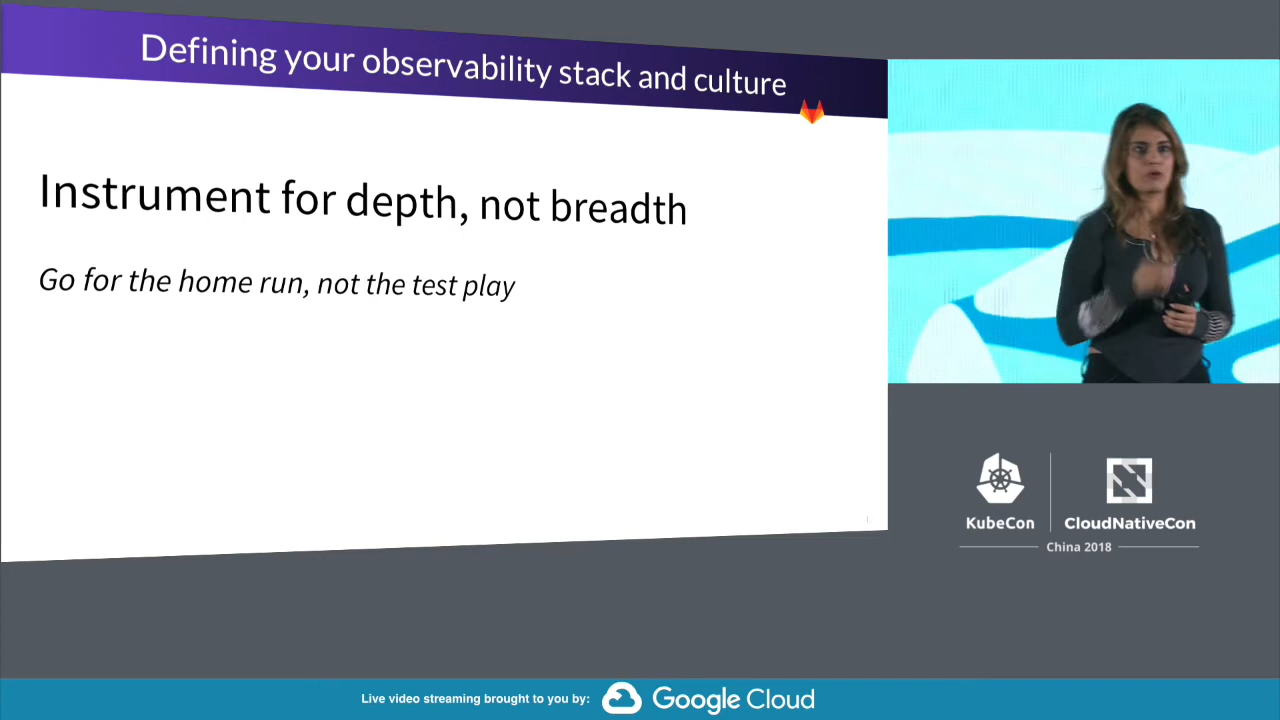 Defining your observability stack and culture
Instrument for depth, not breadth
Go for the home run, not the test play
KubeCon
CloudNativeCon
China 2018
Live video streaming brought to you by:
Google Cloud